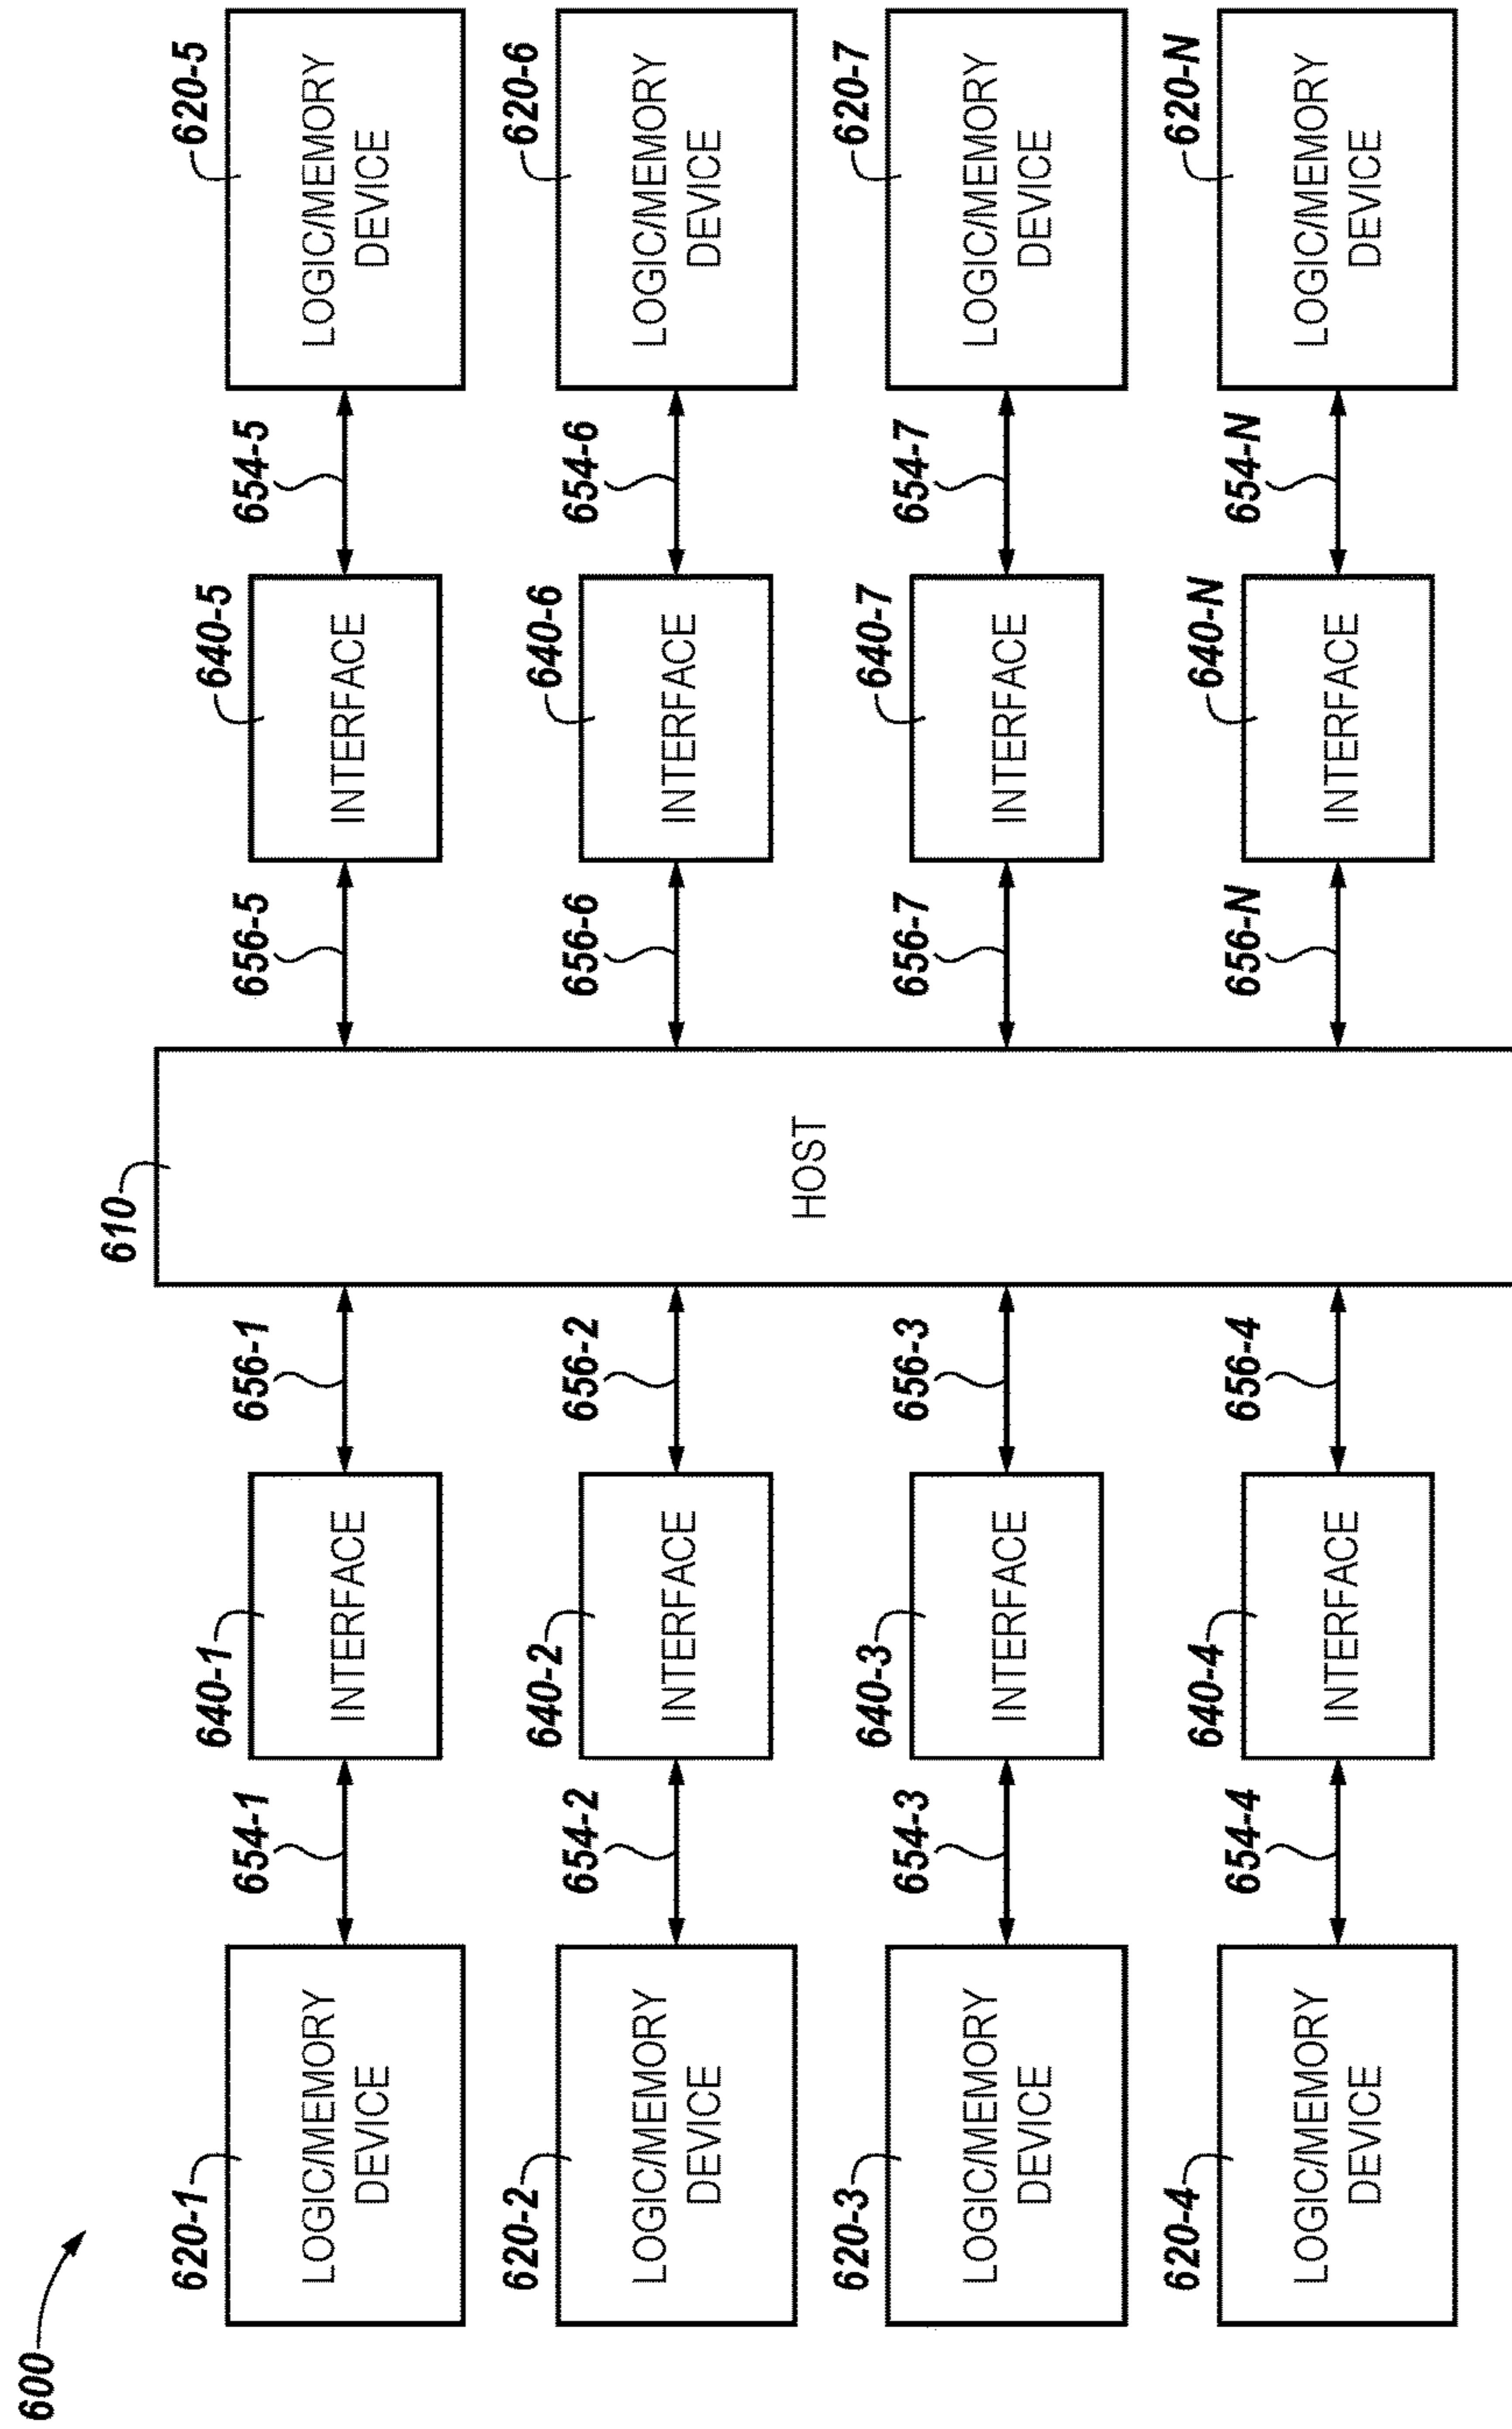 600
620-1
LOGIC/MEMORY
DEVICE
654-1
640-1
INTERFACE
656-1
610
HOST
656-5
640-5
INTERFACE
654-5
620-5
LOGIC/MEMORY
DEVICE
620-2
LOGIC/MEMORY
DEVICE
654-2
640-2
INTERFACE
656-2
656-6
640-6
INTERFACE
654-6
620-6
LOGIC/MEMORY
DEVICE
620-3
LOGIC/MEMORY
DEVICE
654-3
640-3
INTERFACE
656-3
656-7
640-7
INTERFACE
654-7
620-7
LOGIC/MEMORY
DEVICE
620-4
LOGIC/MEMORY
DEVICE
654-4
640-4
INTERFACE
656-4
656-N
640-N
INTERFACE
654-N
620-N
LOGIC/MEMORY
DEVICE